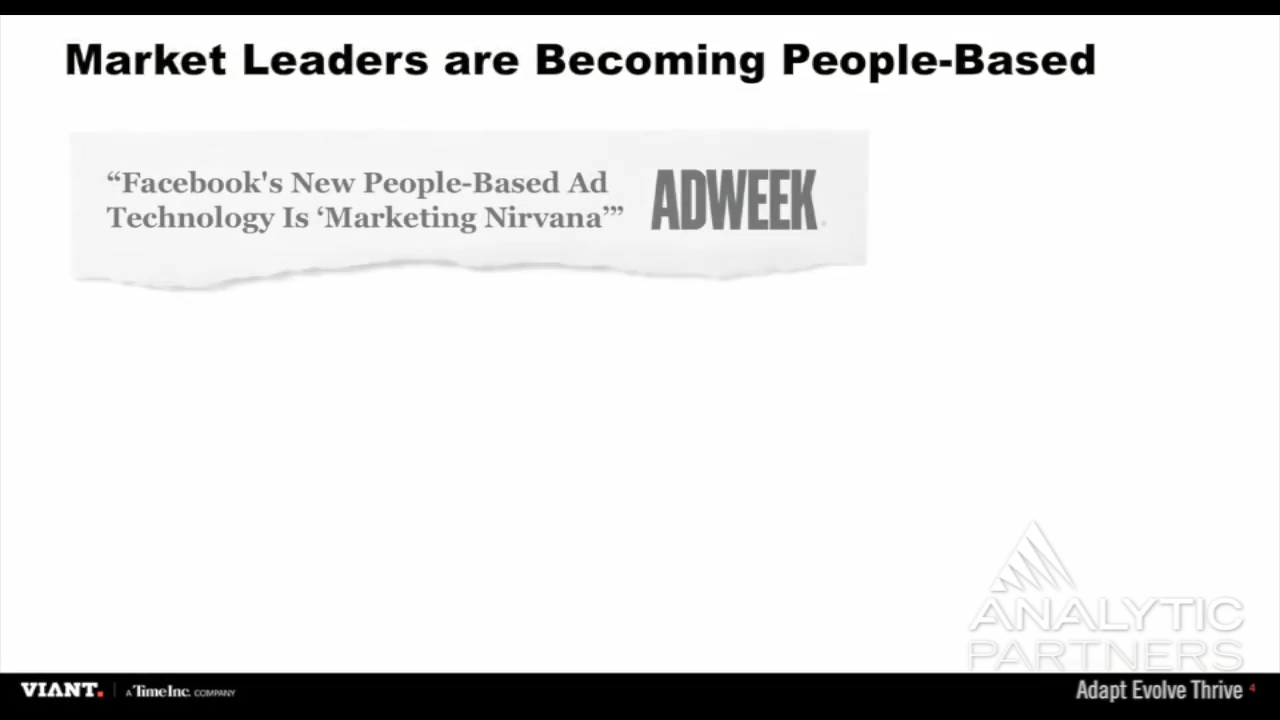 Market Leaders are Becoming People-Based
“Facebook's New People-Based Ad
Technology Is ‘Marketing Nirvana’”
ADWEEK
ANALYTIC
PARTNERS
VIANT. | A Time Inc. COMPANY
Adapt Evolve Thrive 4